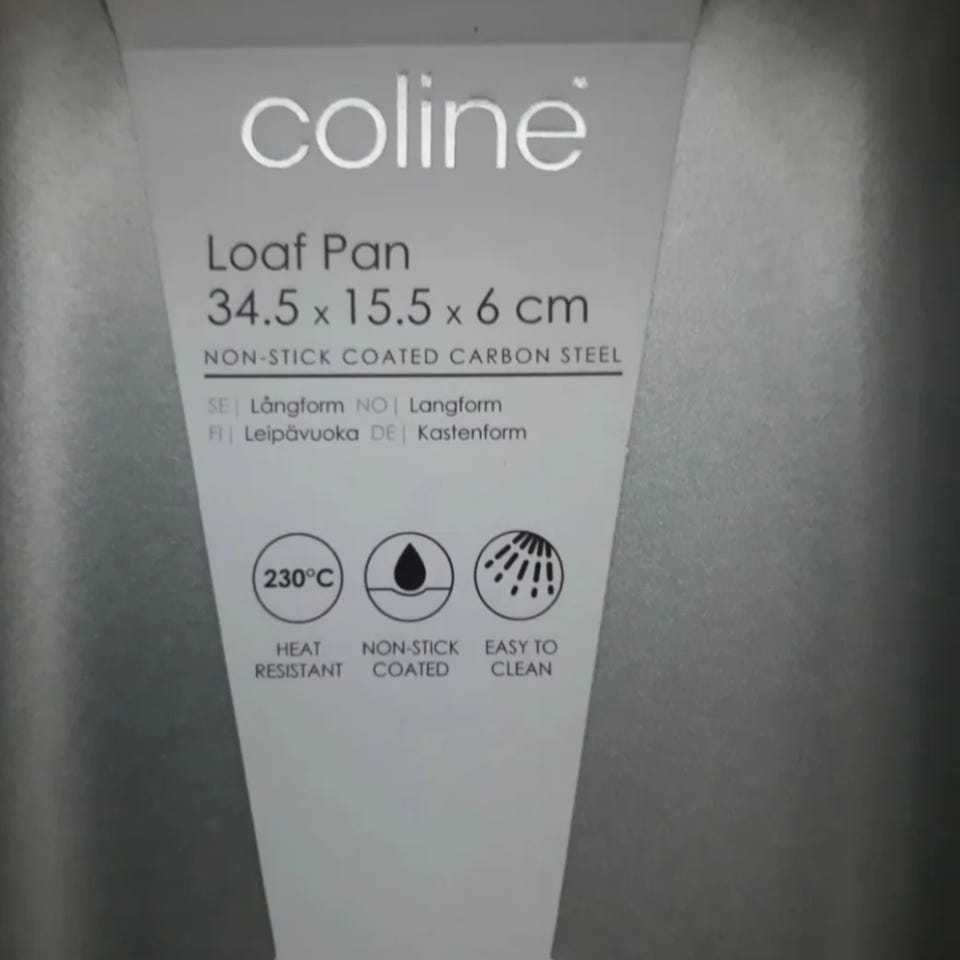 coline™
Loaf Pan
34.5 x 15.5 x 6 cm
NON-STICK COATED CARBON STEEL
SE| Långform NO| Langform
FI| Leipävuoka DE| Kastenform
230°C
HEAT RESISTANT
NON-STICK COATED
EASY TO CLEAN